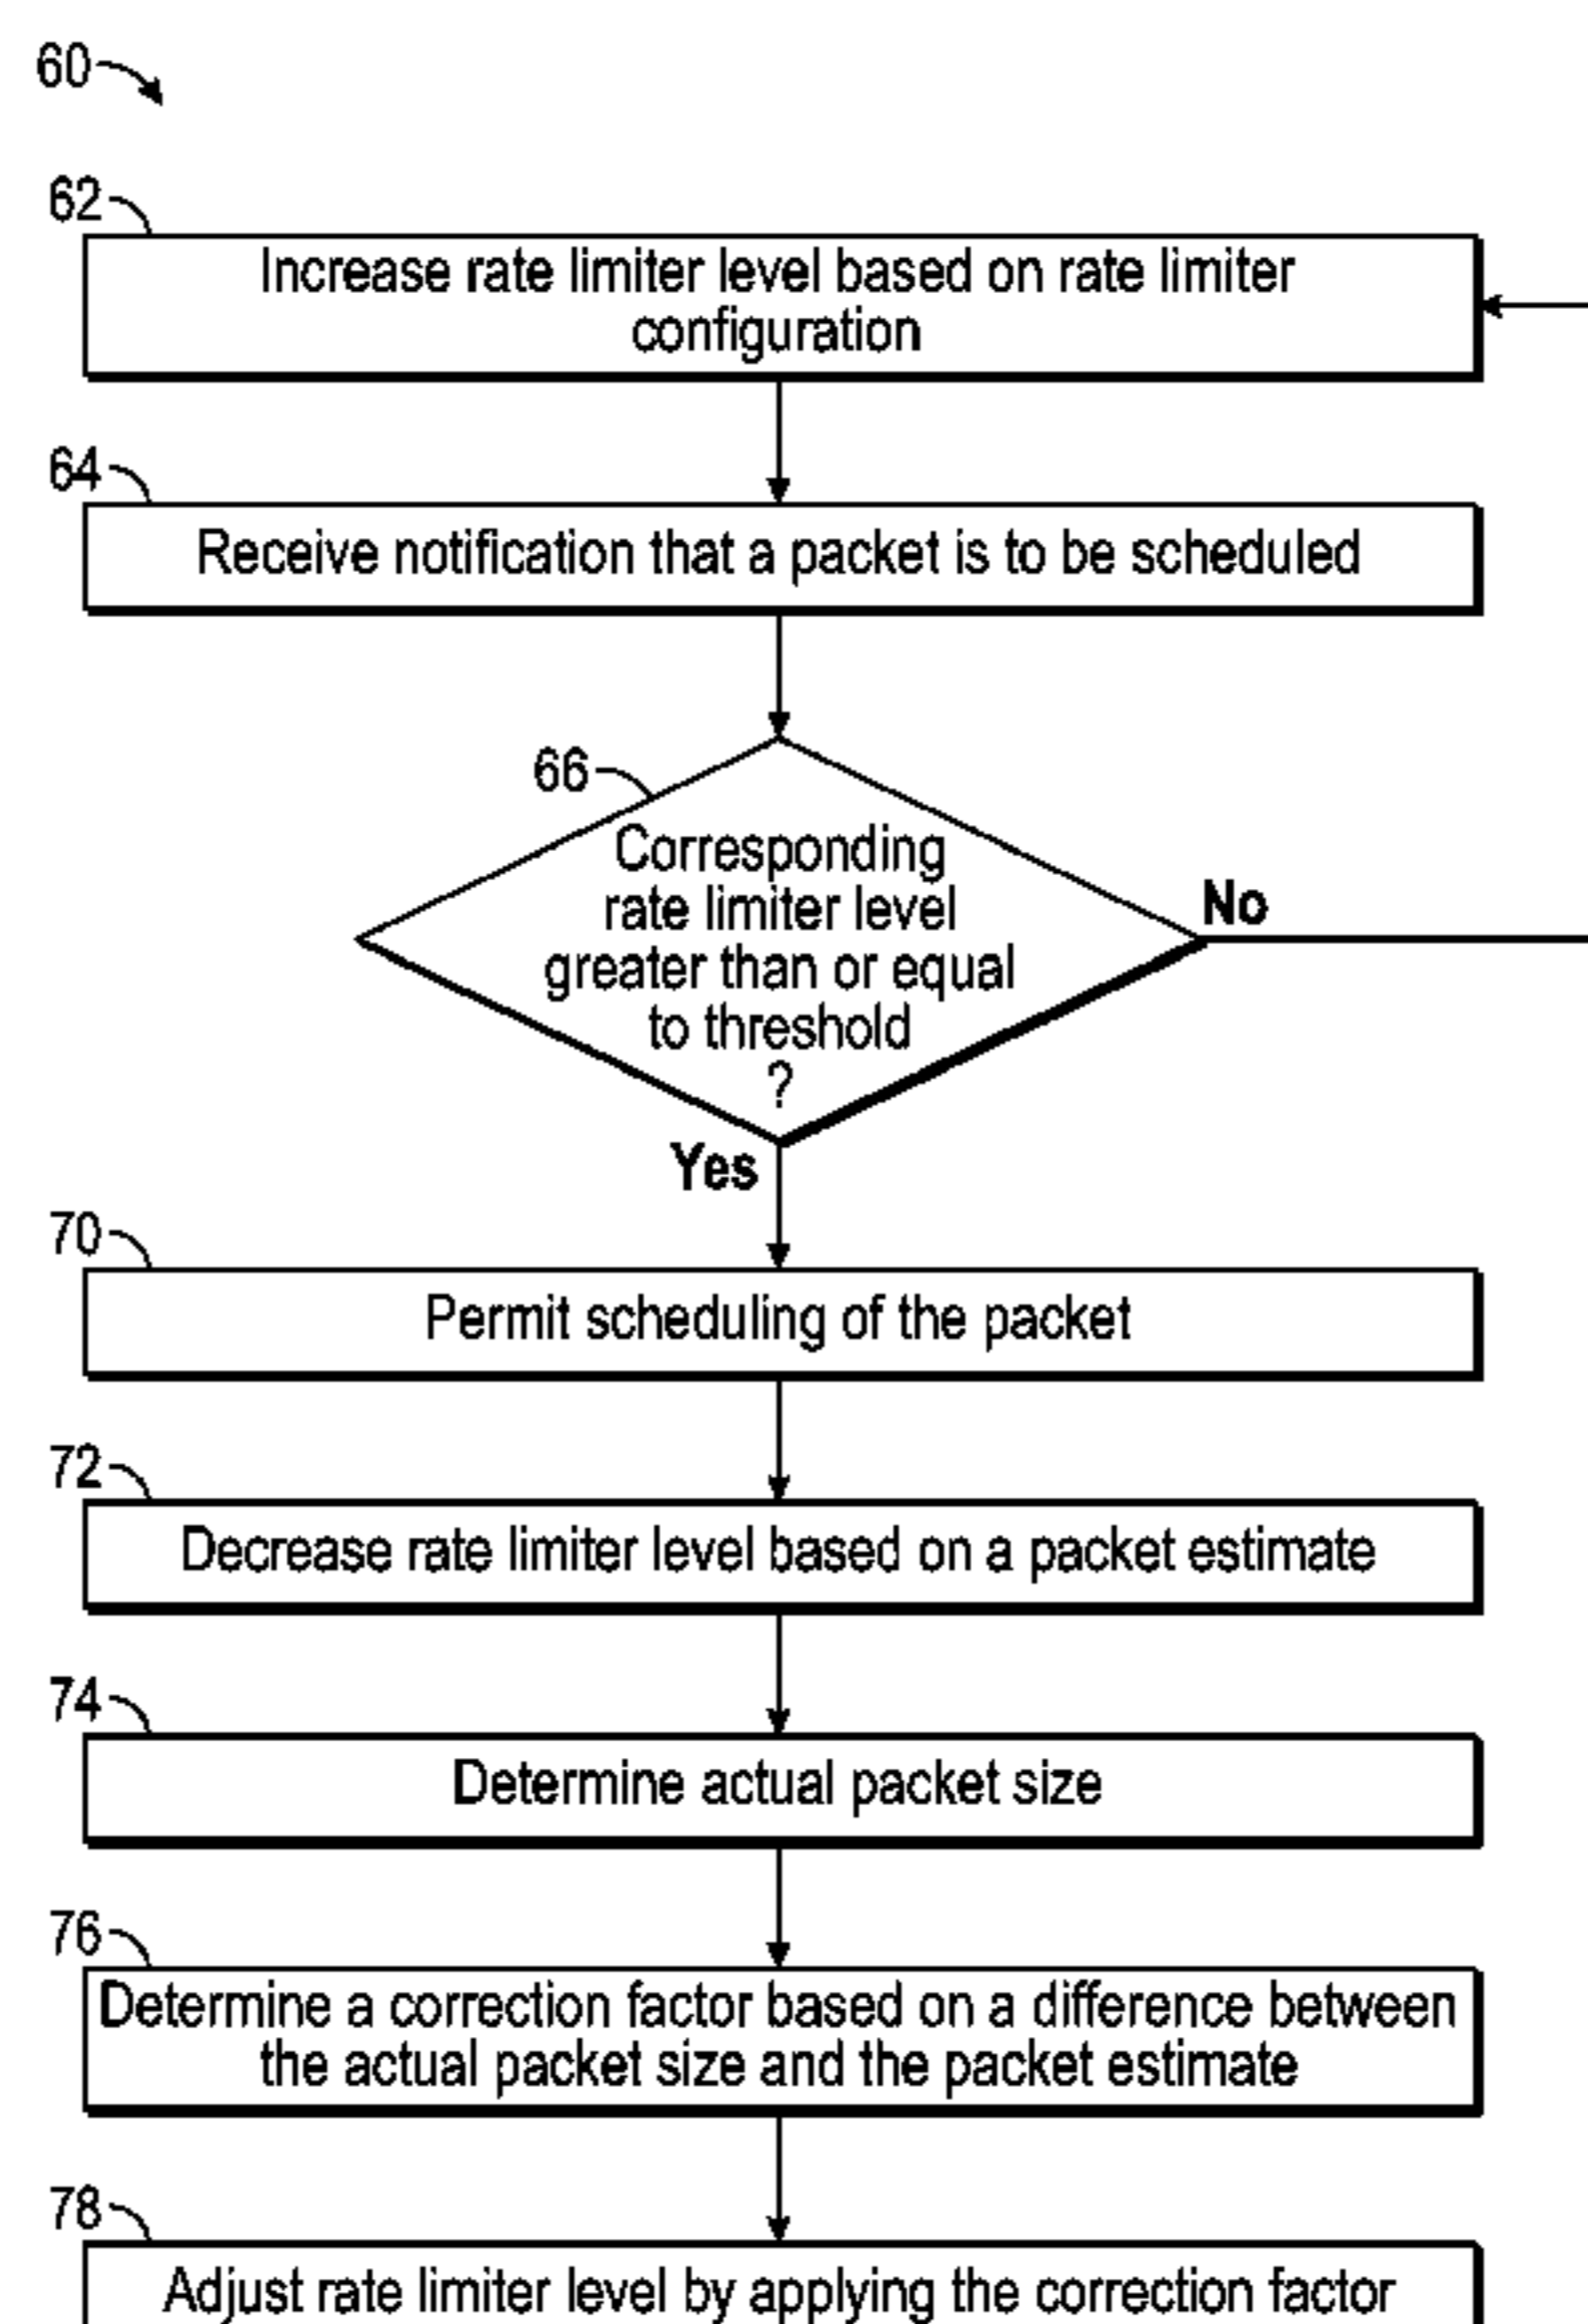 60
62
Increase rate limiter level based on rate limiter
configuration
64
Receive notification that a packet is to be scheduled
66
Corresponding
rate limiter level
greater than or equal
to threshold
?
No
Yes
70
Permit scheduling of the packet
72
Decrease rate limiter level based on a packet estimate
74
Determine actual packet size
76
Determine a correction factor based on a difference between
the actual packet size and the packet estimate
78
Adjust rate limiter level by applying the correction factor